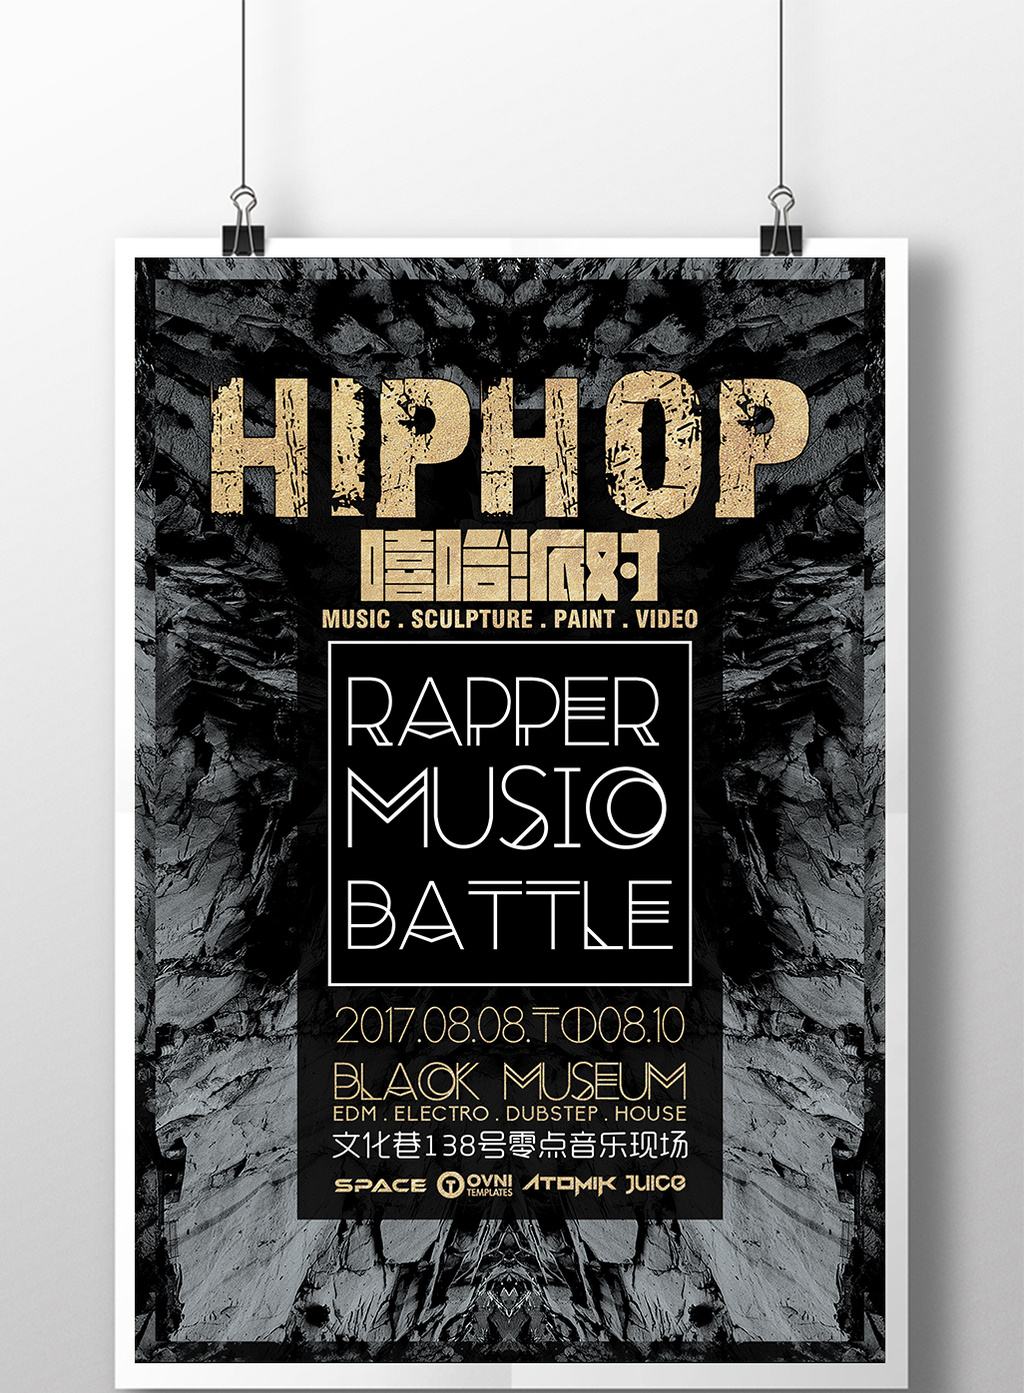 HIPHOP
嘻哈派对
MUSIC . SCULPTURE . PAINT . VIDEO
RAPPER
MUSIC
BATTLE
2017.08.08.TO08.10
BLACK MUSEUM
EDM . ELECTRO . DUBSTEP . HOUSE
文化巷138号零点音乐现场
SPACE T OVNI TEMPLATES ATOMIK JUICE